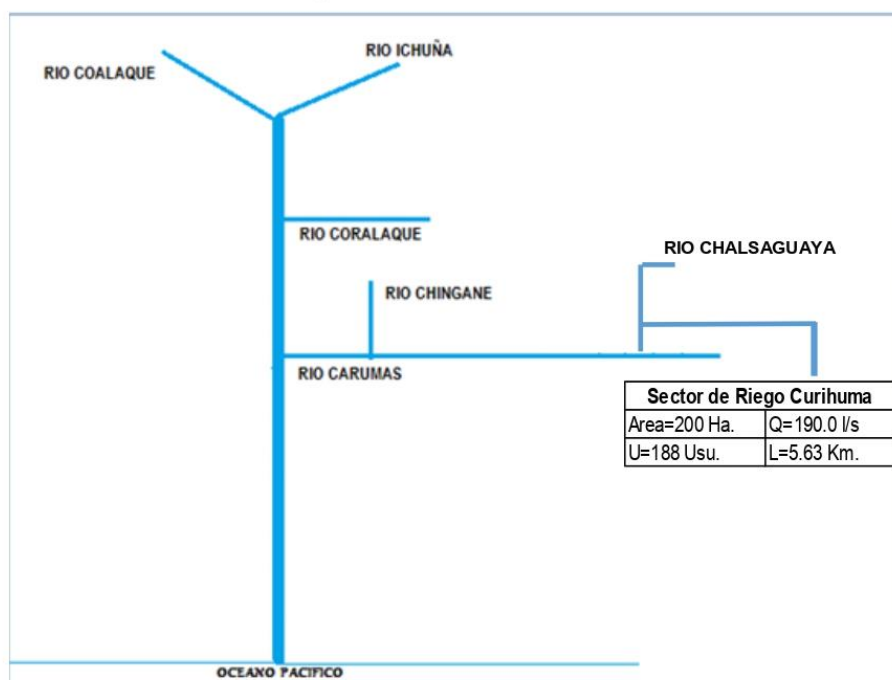 RIO ICHUÑA
RIO COALAQUE
RIO CORALAQUE
RIO CHALSAGUAYA
RIO CHINGANE
RIO CARUMAS
Sector de Riego Curihuma
Area=200 Ha. Q=190.0 l/s
U=188 Usu. L=5.63 Km.
OCEANO PACIFICO